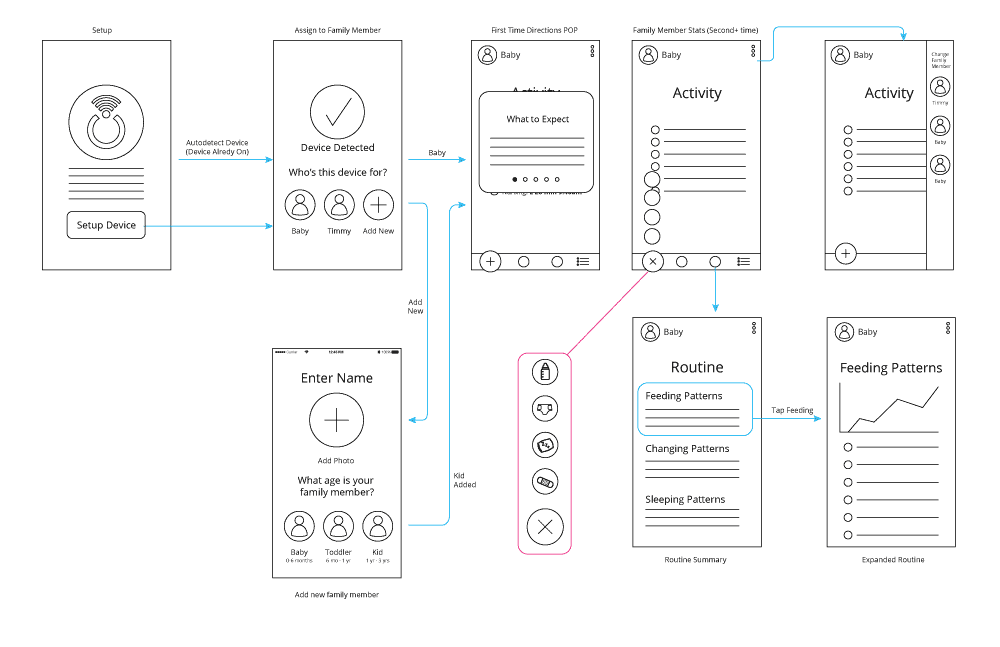 Setup
Assign to Family Member
First Time Directions POP
Family Member Stats (Second+ time)
Setup Device
Autodetect Device
(Device Alredy On)
Device Detected
Who's this device for?
Baby
Timmy
Add New
Baby
Baby
What to Expect
Baby
Activity
Baby
Activity
Change
Family
Member
Timmy
Baby
Baby
Add
New
Carrier
100%
Enter Name
Add Photo
What age is your
family member?
Baby
Toddler
Kid
0-6 months
6 mo - 1 yr
1 yr - 3 yrs
Add new family member
Kid
Added
Baby
Routine
Feeding Patterns
Changing Patterns
Sleeping Patterns
Routine Summary
Tap Feeding
Baby
Feeding Patterns
Expanded Routine